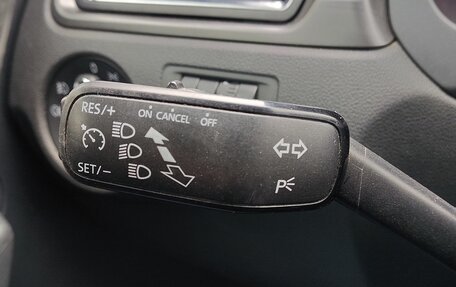 RES/+ ON CANCEL OFF
SET/-
P